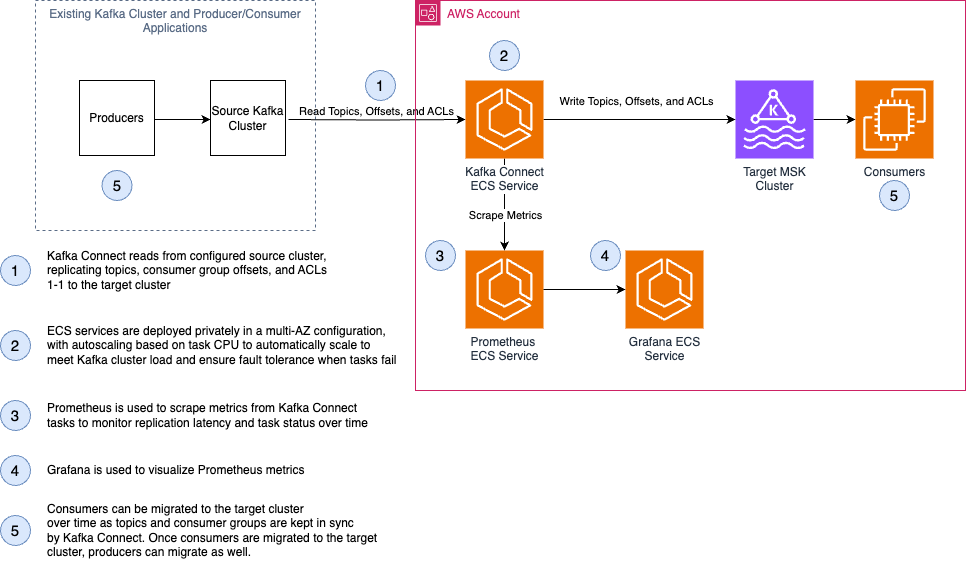 Existing Kafka Cluster and Producer/Consumer
Applications
AWS Account
Producers
Source Kafka
Cluster
1
Read Topics, Offsets, and ACLs
2
Write Topics, Offsets, and ACLs
K
Kafka Connect
ECS Service
Target MSK
Cluster
Consumers
5
5
Scrape Metrics
3
4
Prometheus
ECS Service
Grafana ECS
Service
1
Kafka Connect reads from configured source cluster,
replicating topics, consumer group offsets, and ACLs
1-1 to the target cluster
2
ECS services are deployed privately in a multi-AZ configuration,
with autoscaling based on task CPU to automatically scale to
meet Kafka cluster load and ensure fault tolerance when tasks fail
3
Prometheus is used to scrape metrics from Kafka Connect
tasks to monitor replication latency and task status over time
4
Grafana is used to visualize Prometheus metrics
5
Consumers can be migrated to the target cluster
over time as topics and consumer groups are kept in sync
by Kafka Connect. Once consumers are migrated to the target
cluster, producers can migrate as well.